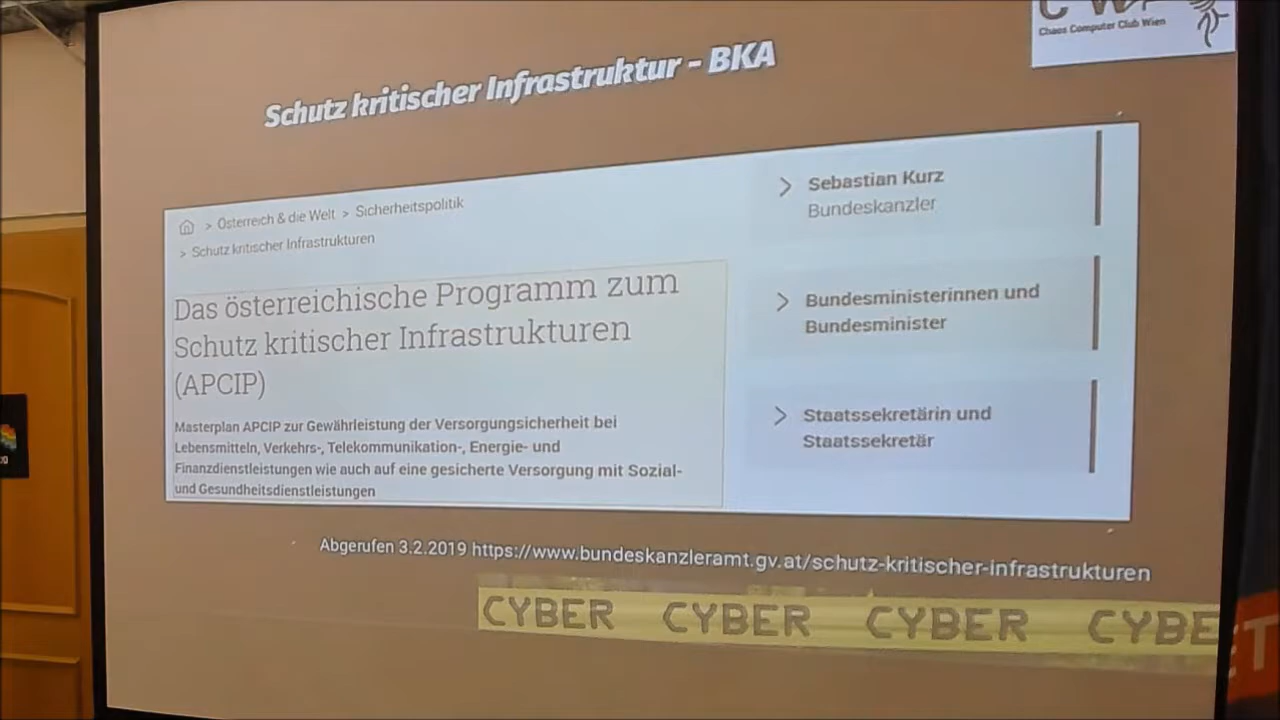 Chaos Computer Club Wien
Schutz kritischer Infrastruktur - BKA
> Österreich & die Welt > Sicherheitspolitik
> Schutz kritischer Infrastrukturen
Das österreichische Programm zum
Schutz kritischer Infrastrukturen
(APCIP)
Masterplan APCIP zur Gewährleistung der Versorgungsicherheit bei
Lebensmitteln, Verkehrs-, Telekommunikation-, Energie- und
Finanzdienstleistungen wie auch auf eine gesicherte Versorgung mit Sozial-
und Gesundheitsdienstleistungen
Sebastian Kurz
Bundeskanzler
Bundesministerinnen und
Bundesminister
Staatssekretärin und
Staatssekretär
Abgerufen 3.2.2019 https://www.bundeskanzleramt.gv.at/schutz-kritischer-infrastrukturen
CYBER CYBER CYBER CYBE